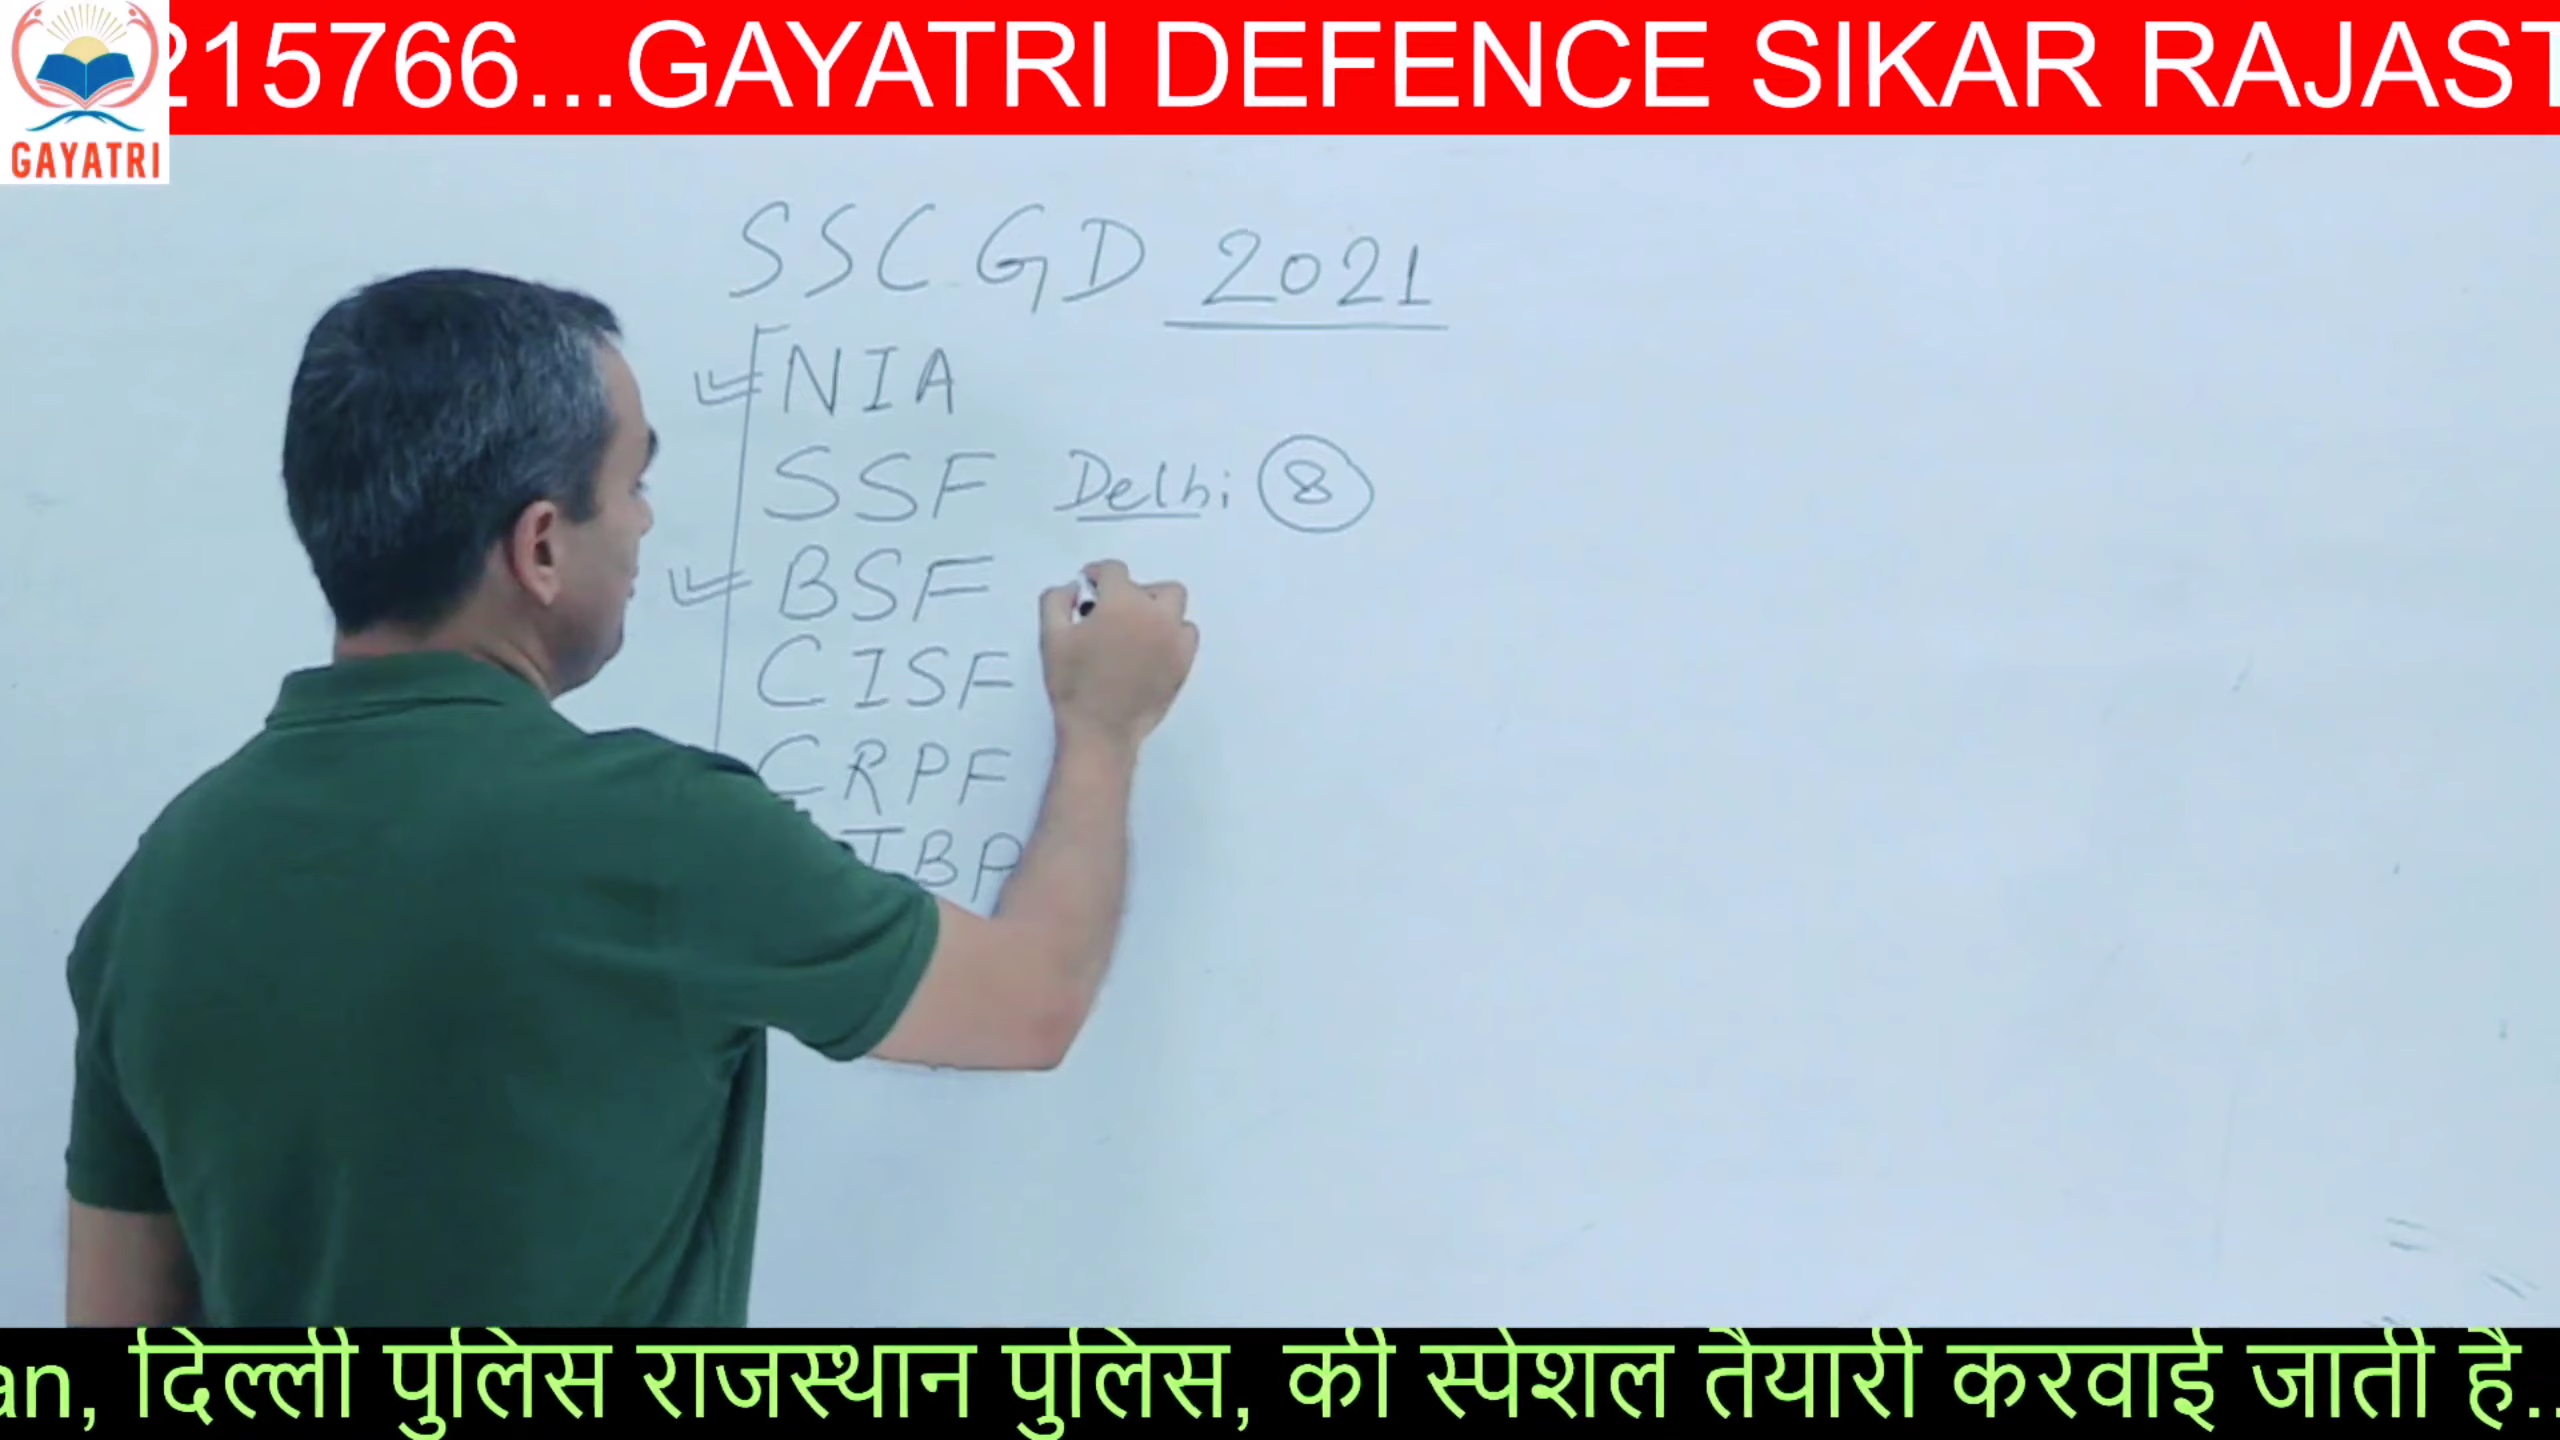 215766...GAYATRI DEFENCE SIKAR RAJAST
GAYATRI
SSC GD 2021
NIA
SSF Delhi 8
BSF
CISF
CRPF
TBP
an, दिल्ली पुलिस राजस्थान पुलिस, की स्पेशल तैयारी करवाई जाती है..